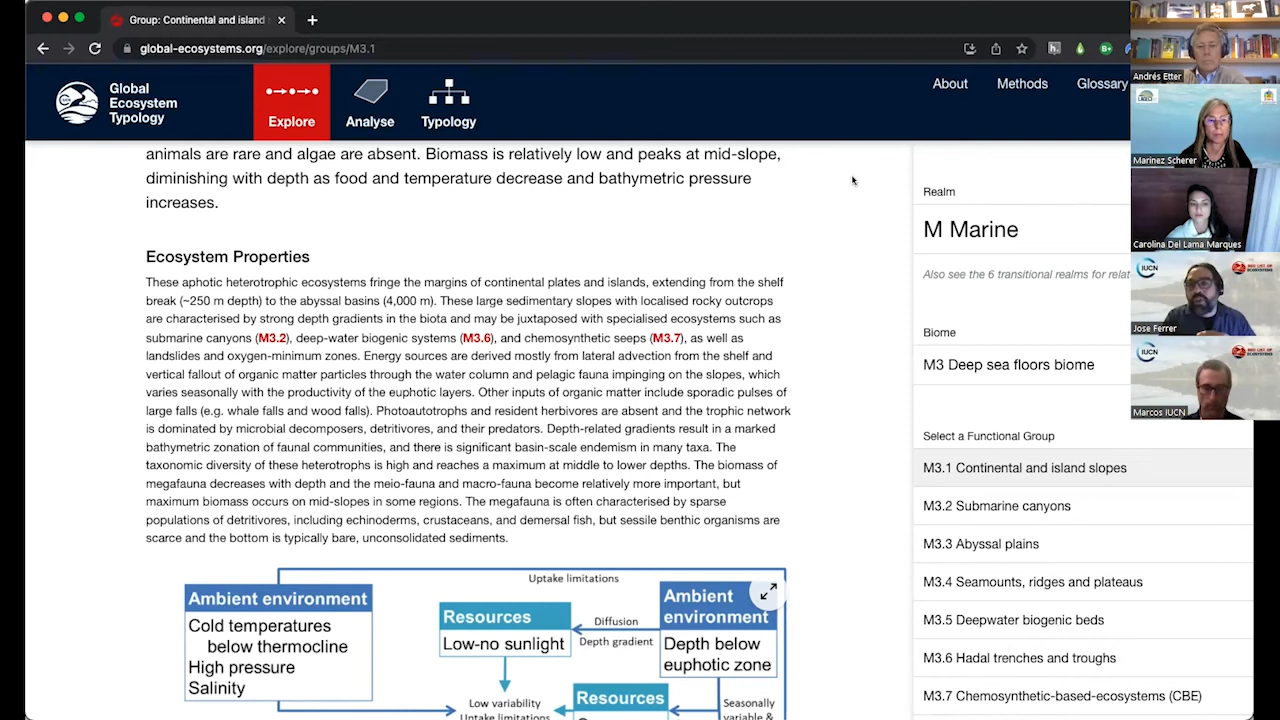 Group: Continental and island
global-ecosystems.org/explore/groups/M3.1
Global
Ecosystem
Typology
Explore
Analyse
Typology
About
Methods
Glossary
animals are rare and algae are absent. Biomass is relatively low and peaks at mid-slope,
diminishing with depth as food and temperature decrease and bathymetric pressure
increases.
Ecosystem Properties
These aphotic heterotrophic ecosystems fringe the margins of continental plates and islands, extending from the shelf
break (~250 m depth) to the abyssal basins (4,000 m). These large sedimentary slopes with localised rocky outcrops
are characterised by strong depth gradients in the biota and may be juxtaposed with specialised ecosystems such as
submarine canyons (M3.2), deep-water biogenic systems (M3.6), and chemosynthetic seeps (M3.7), as well as
landslides and oxygen-minimum zones. Energy sources are derived mostly from lateral advection from the shelf and
vertical fallout of organic matter particles through the water column and pelagic fauna impinging on the slopes, which
varies seasonally with the productivity of the euphotic layers. Other inputs of organic matter include sporadic pulses of
large falls (e.g. whale falls and wood falls). Photoautotrophs and resident herbivores are absent and the trophic network
is dominated by microbial decomposers, detritivores, and their predators. Depth-related gradients result in a marked
bathymetric zonation of faunal communities, and there is significant basin-scale endemism in many taxa. The
taxonomic diversity of these heterotrophs is high and reaches a maximum at middle to lower depths. The biomass of
megafauna decreases with depth and the meio-fauna and macro-fauna become relatively more important, but
maximum biomass occurs on mid-slopes in some regions. The megafauna is often characterised by sparse
populations of detritivores, including echinoderms, crustaceans, and demersal fish, but sessile benthic organisms are
scarce and the bottom is typically bare, unconsolidated sediments.
Uptake limitations
Ambient environment
Cold temperatures
below thermocline
High pressure
Salinity
Resources
Low-no sunlight
Diffusion
Depth gradient
Ambient
environment
Depth below
euphotic zone
Low variability
Uptake limitations
Resources
Seasonally
variable &
Realm
M Marine
Also see the 6 transitional realms for relat
Biome
M3 Deep sea floors biome
Select a Functional Group
M3.1 Continental and island slopes
M3.2 Submarine canyons
M3.3 Abyssal plains
M3.4 Seamounts, ridges and plateaus
M3.5 Deepwater biogenic beds
M3.6 Hadal trenches and troughs
M3.7 Chemosynthetic-based-ecosystems (CBE)
Andrés Etter
Marinez Scherer
Carolina Del Lama Marques
IUCN
Jose Ferrer
IUCN
Marcos IUCN